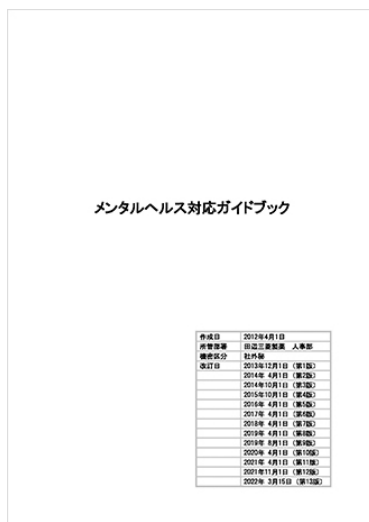 メンタルヘルス対応ガイドブック
作成日 2012年4月1日
所管部署 田辺三菱製薬 人事部
機密区分 社外秘
改訂日 2013年12月1日 (第1版)
2014年 4月1日 (第2版)
2014年10月1日 (第3版)
2015年10月1日 (第4版)
2016年 4月1日 (第5版)
2017年 4月1日 (第6版)
2018年 4月1日 (第7版)
2019年 4月1日 (第8版)
2019年 8月1日 (第9版)
2020年 4月1日 (第10版)
2021年 4月1日 (第11版)
2021年11月1日 (第12版)
2022年 3月15日 (第13版)